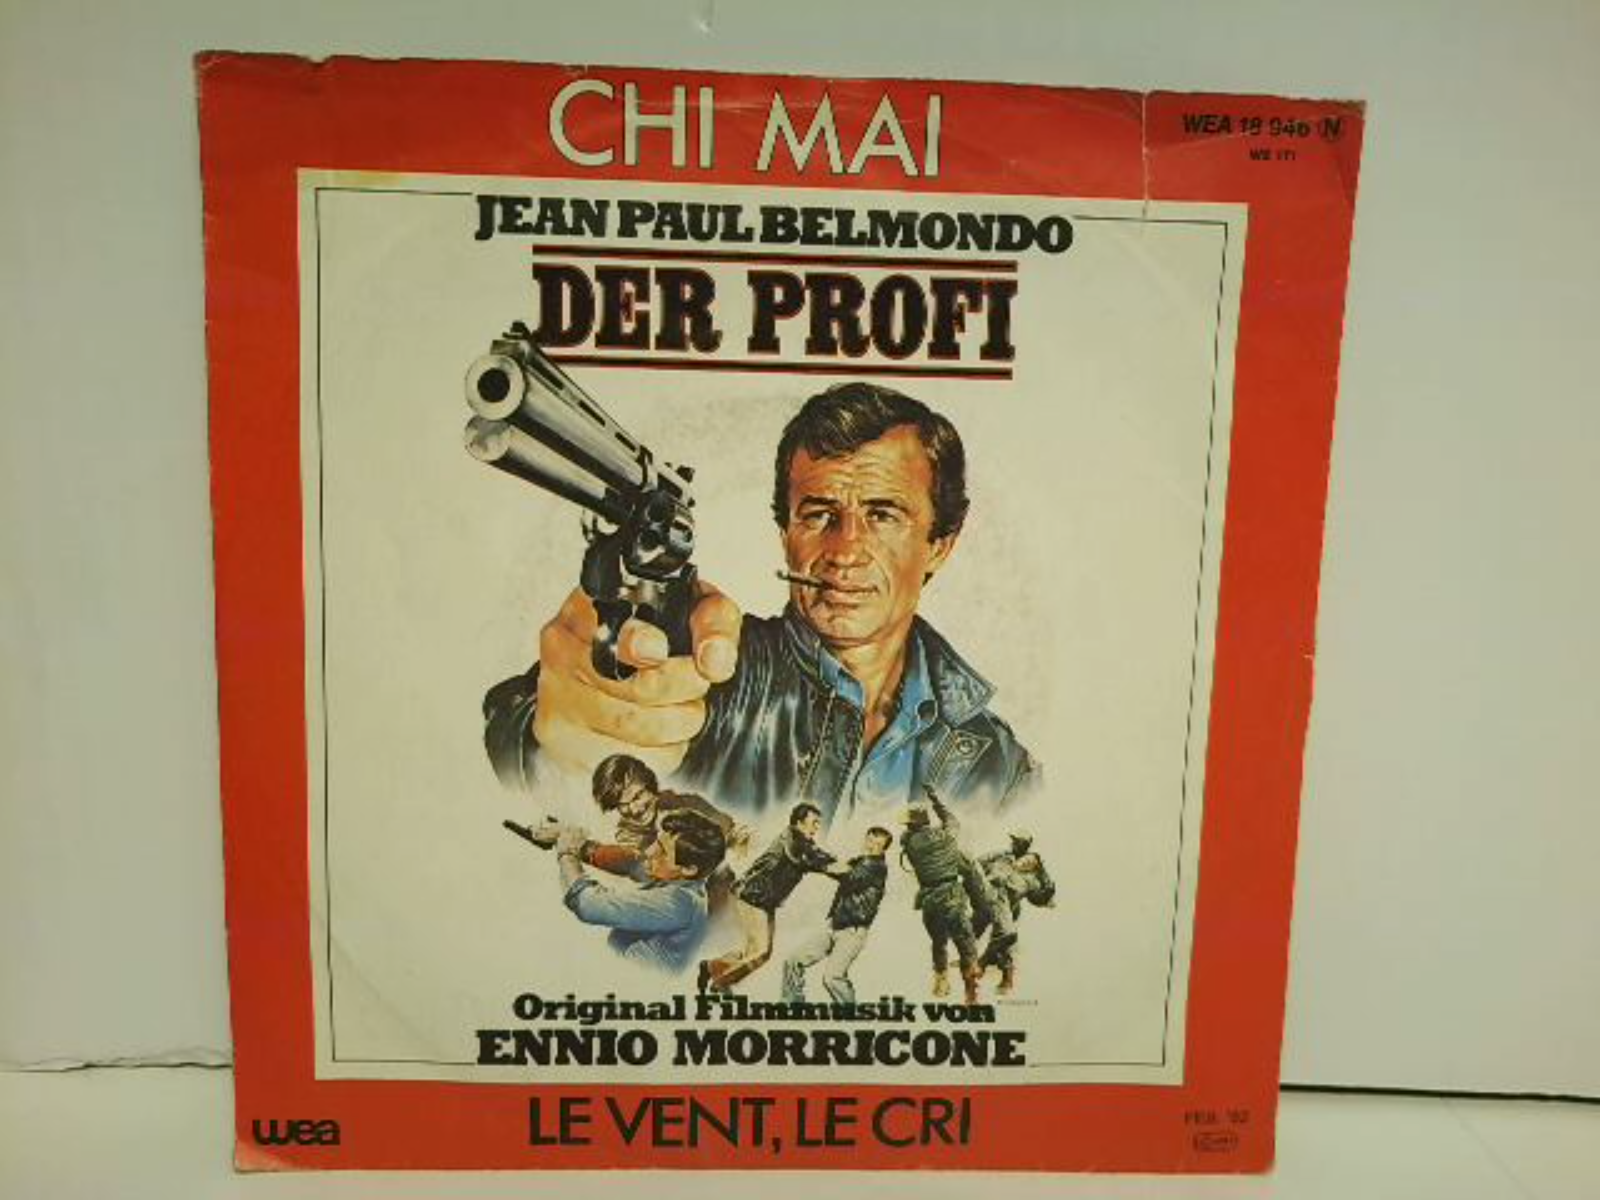 CHI MAI
WEA 18 946 N
JEAN PAUL BELMONDO
DER PROFI
Original Filmmusik von
ENNIO MORRICONE
wea
LE VENT, LE CRI